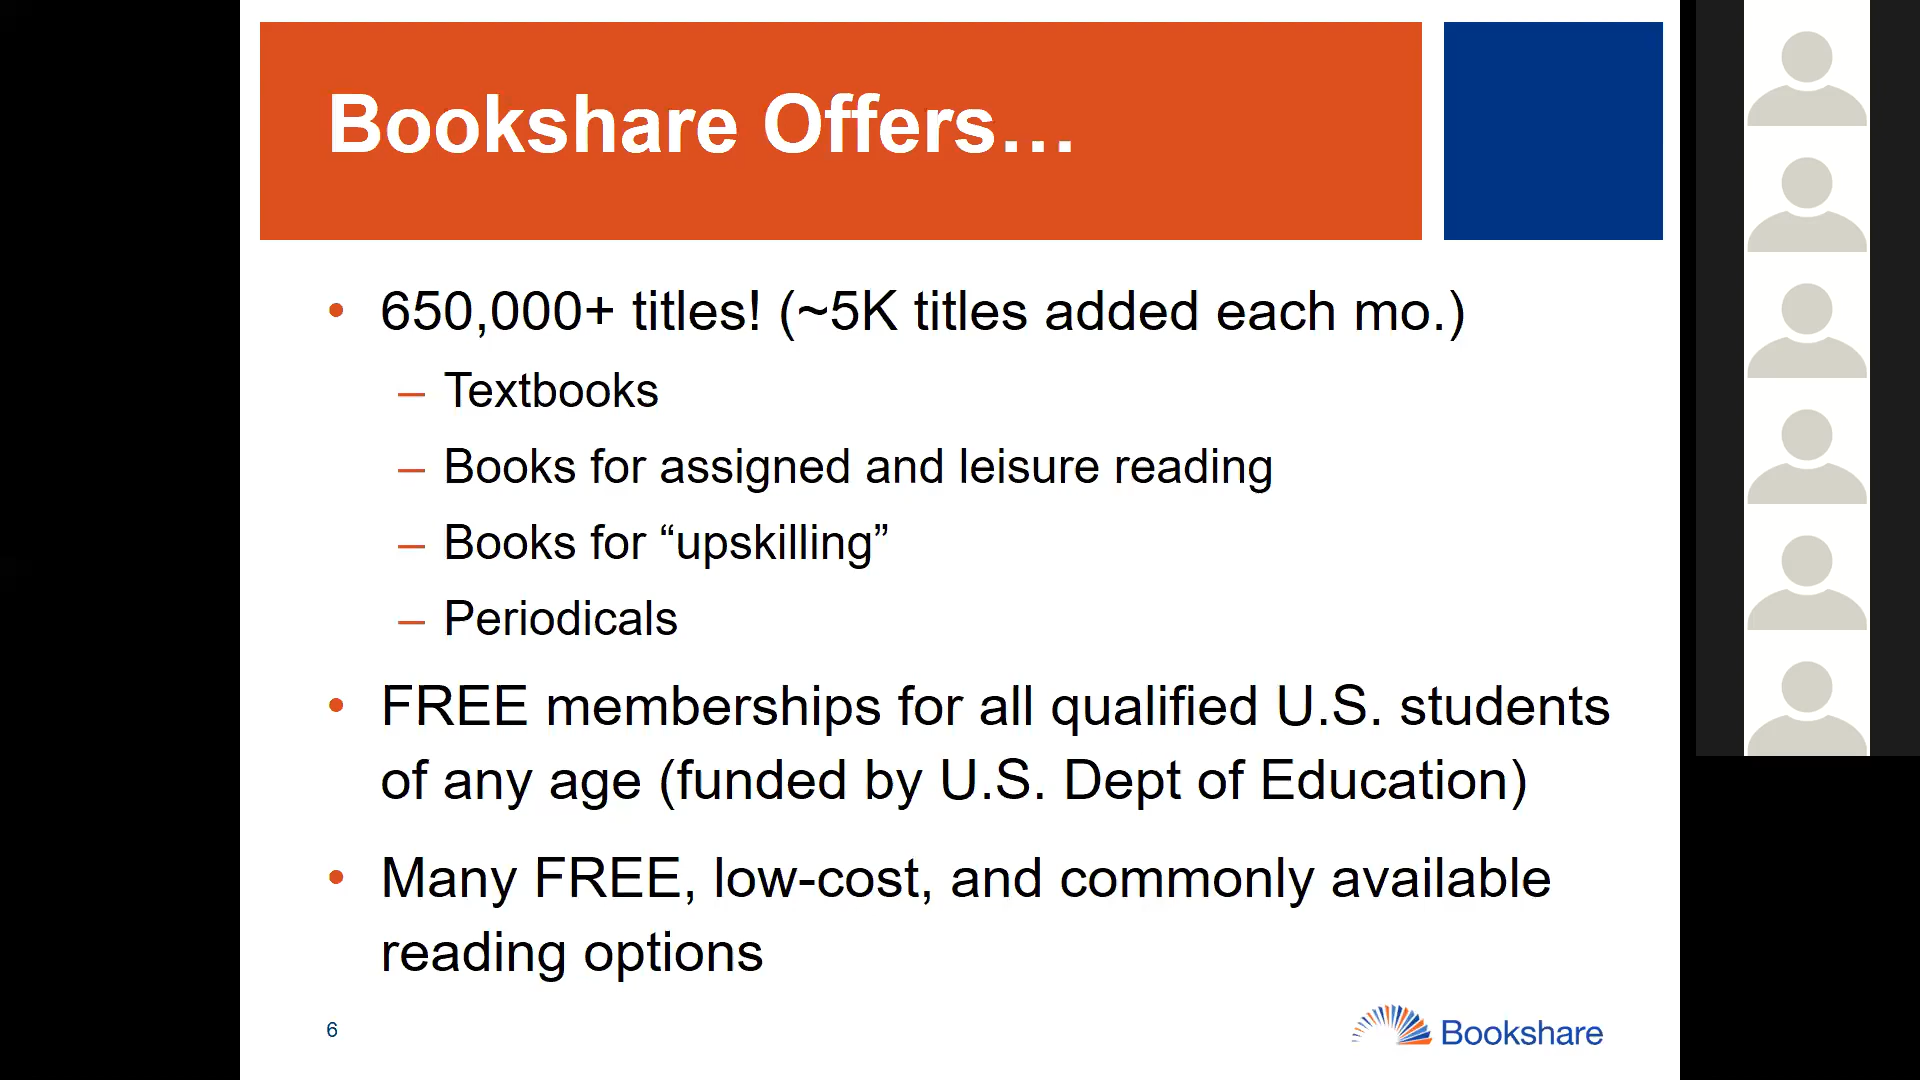 Bookshare Offers…
• 650,000+ titles! (~5K titles added each mo.)
– Textbooks
– Books for assigned and leisure reading
– Books for “upskilling”
– Periodicals
• FREE memberships for all qualified U.S. students
of any age (funded by U.S. Dept of Education)
• Many FREE, low-cost, and commonly available
reading options
6
Bookshare